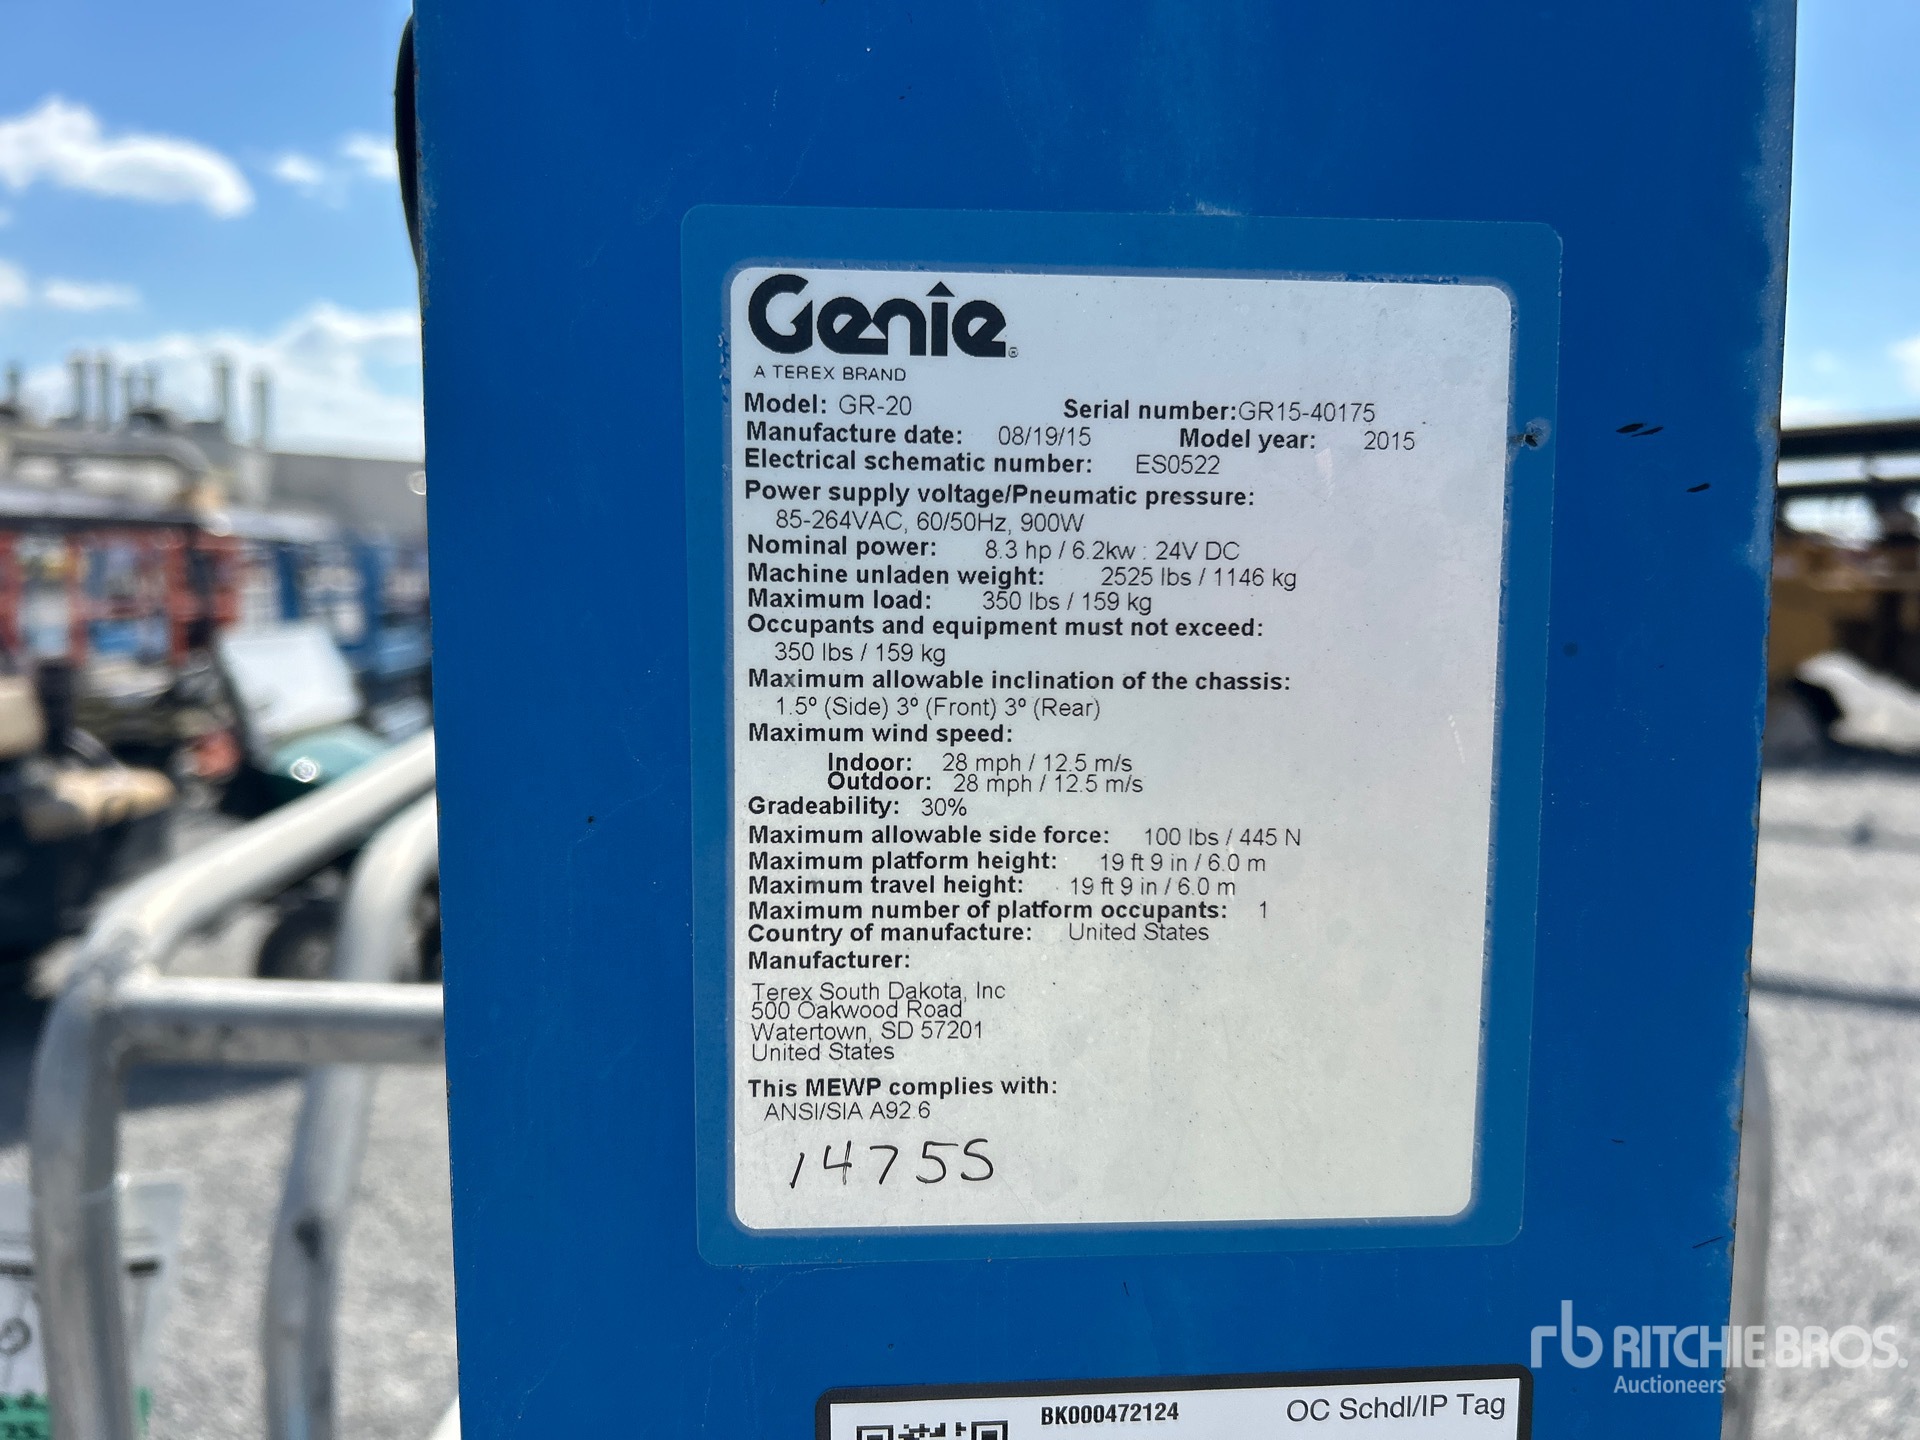 Genie®
A TEREX BRAND
Model: GR-20 Serial number:GR15-40175
Manufacture date: 08/19/15 Model year: 2015
Electrical schematic number: ES0522
Power supply voltage/Pneumatic pressure:
85-264VAC, 60/50Hz, 900W
Nominal power: 8.3 hp / 6.2kw : 24V DC
Machine unladen weight: 2525 lbs / 1146 kg
Maximum load: 350 lbs / 159 kg
Occupants and equipment must not exceed:
350 lbs / 159 kg
Maximum allowable inclination of the chassis:
1.5º (Side) 3º (Front) 3º (Rear)
Maximum wind speed:
Indoor: 28 mph / 12.5 m/s
Outdoor: 28 mph / 12.5 m/s
Gradeability: 30%
Maximum allowable side force: 100 lbs / 445 N
Maximum platform height: 19 ft 9 in / 6.0 m
Maximum travel height: 19 ft 9 in / 6.0 m
Maximum number of platform occupants: 1
Country of manufacture: United States
Manufacturer:
Terex South Dakota, Inc
500 Oakwood Road
Watertown, SD 57201
United States
This MEWP complies with:
ANSI/SIA A92.6
1475S
BK000472124 OC Schdl/IP Tag
rb RITCHIE BROS.
Auctioneers